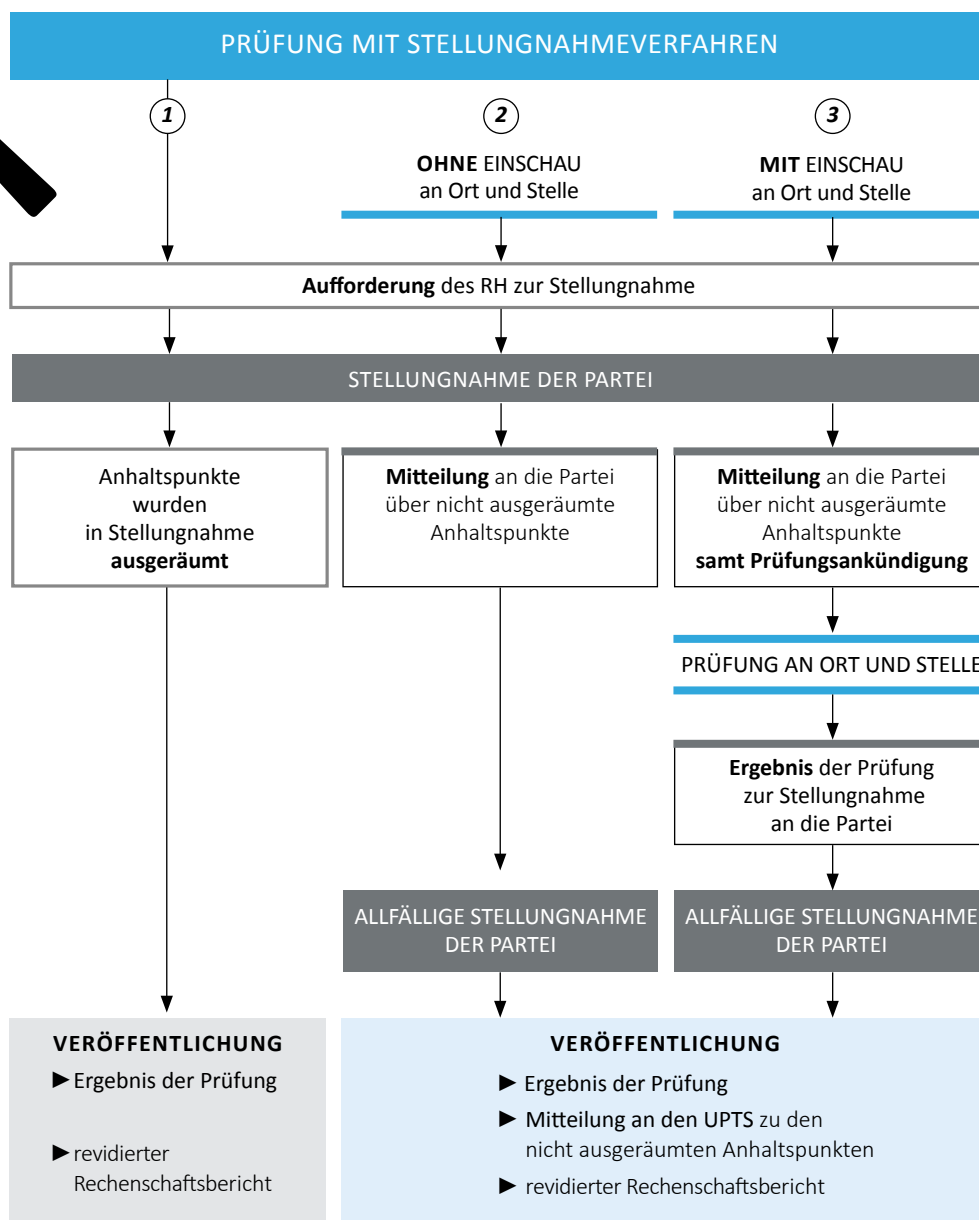 PRÜFUNG MIT STELLUNGNAHMEVERFAHREN
1
2
3
OHNE EINSCHAU
an Ort und Stelle
MIT EINSCHAU
an Ort und Stelle
Aufforderung des RH zur Stellungnahme
STELLUNGNAHME DER PARTEI
Anhaltspunkte
wurden
in Stellungnahme
ausgeräumt
Mitteilung an die Partei
über nicht ausgeräumte
Anhaltspunkte
Mitteilung an die Partei
über nicht ausgeräumte
Anhaltspunkte
samt Prüfungsankündigung
PRÜFUNG AN ORT UND STELLE
Ergebnis der Prüfung
zur Stellungnahme
an die Partei
ALLFÄLLIGE STELLUNGNAHME
DER PARTEI
ALLFÄLLIGE STELLUNGNAHME
DER PARTEI
VERÖFFENTLICHUNG
► Ergebnis der Prüfung
► revidierter
Rechenschaftsbericht
VERÖFFENTLICHUNG
► Ergebnis der Prüfung
► Mitteilung an den UPTS zu den
nicht ausgeräumten Anhaltspunkten
► revidierter Rechenschaftsbericht